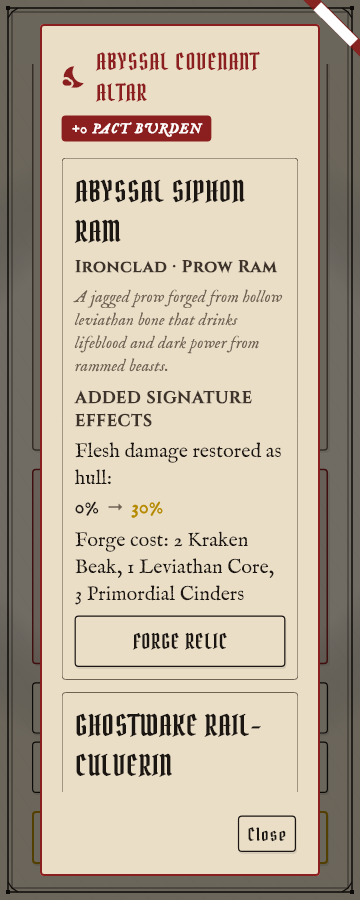 ABYSSAL COVENANT
ALTAR
+0 PACT BURDEN
ABYSSAL SIPHON
RAM
IRONCLAD · PROW RAM
A jagged prow forged from hollow
leviathan bone that drinks
lifeblood and dark power from
rammed beasts.
ADDED SIGNATURE
EFFECTS
Flesh damage restored as
hull:
0% → 30%
Forge cost: 2 Kraken
Beak, 1 Leviathan Core,
3 Primordial Cinders
FORGE RELIC
GHOSTWAKE RAIL-
CULVERIN
Close